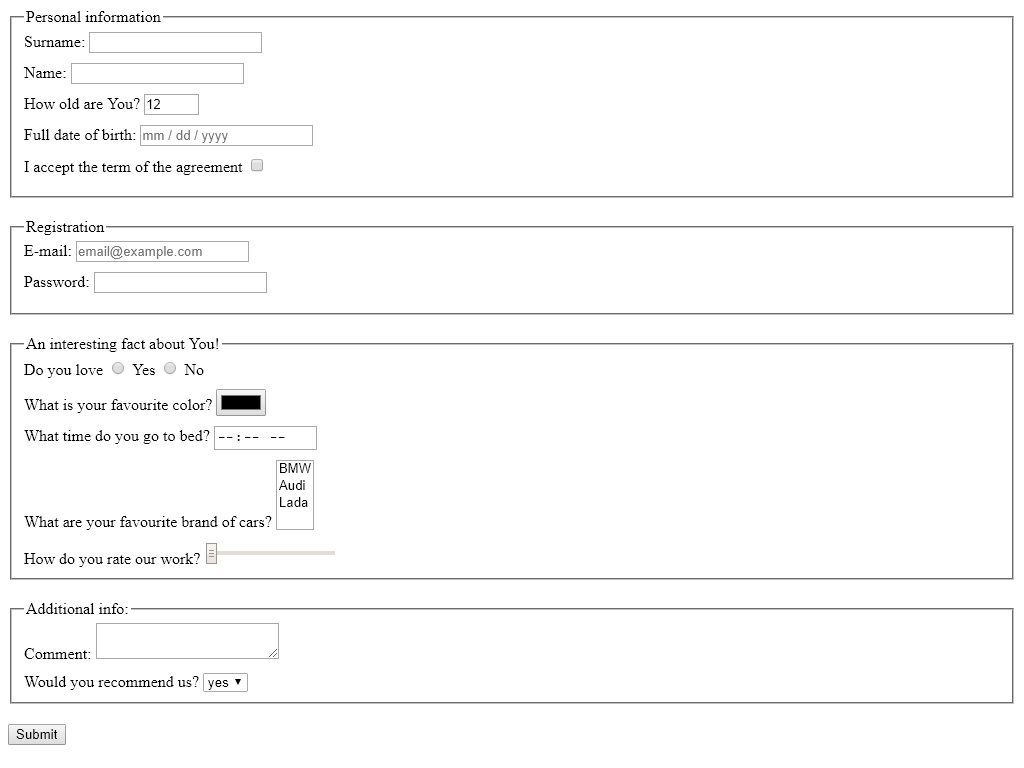 Personal information
Surname:
Name:
How old are You? 12
Full date of birth: mm / dd / yyyy
I accept the term of the agreement
Registration
E-mail: email@example.com
Password:
An interesting fact about You!
Do you love Yes No
What is your favourite color?
What time do you go to bed? --:-- --
BMW
Audi
Lada
What are your favourite brand of cars?
How do you rate our work?
Additional info:
Comment:
Would you recommend us? yes
Submit